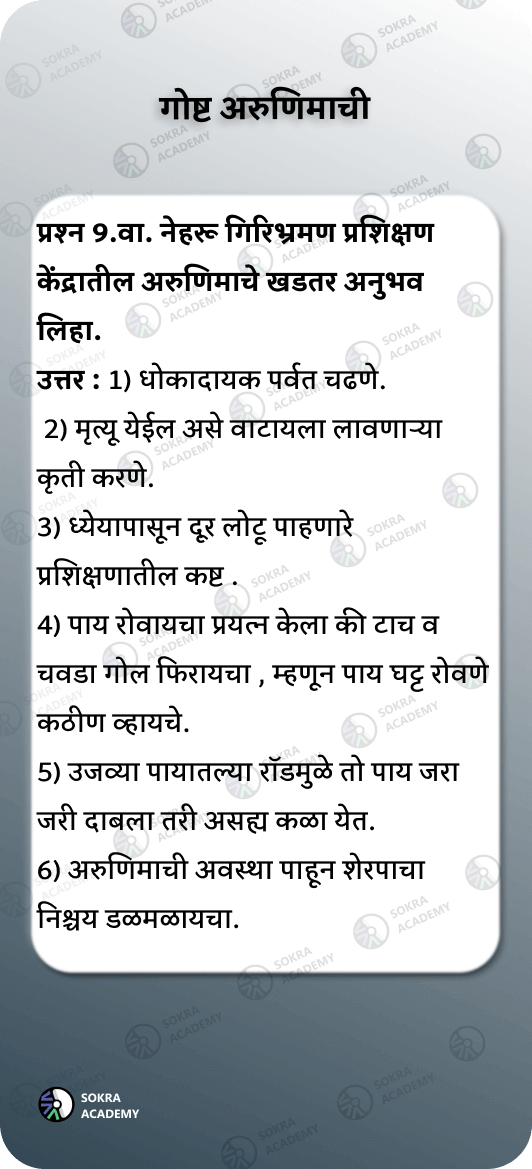 गोष्ट अरुणिमाची
प्रश्न 9.वा. नेहरू गिरिभ्रमण प्रशिक्षण
केंद्रातील अरुणिमाचे खडतर अनुभव
लिहा.
उत्तर : 1) धोकादायक पर्वत चढणे.
2) मृत्यू येईल असे वाटायला लावणाऱ्या
कृती करणे.
3) ध्येयापासून दूर लोटू पाहणारे
प्रशिक्षणातील कष्ट .
4) पाय रोवायचा प्रयत्न केला की टाच व
चवडा गोल फिरायचा , म्हणून पाय घट्ट रोवणे
कठीण व्हायचे.
5) उजव्या पायातल्या रॉडमुळे तो पाय जरा
जरी दाबला तरी असह्य कळा येत.
6) अरुणिमाची अवस्था पाहून शेरपाचा
निश्चय डळमळायचा.
SOKRA
ACADEMY